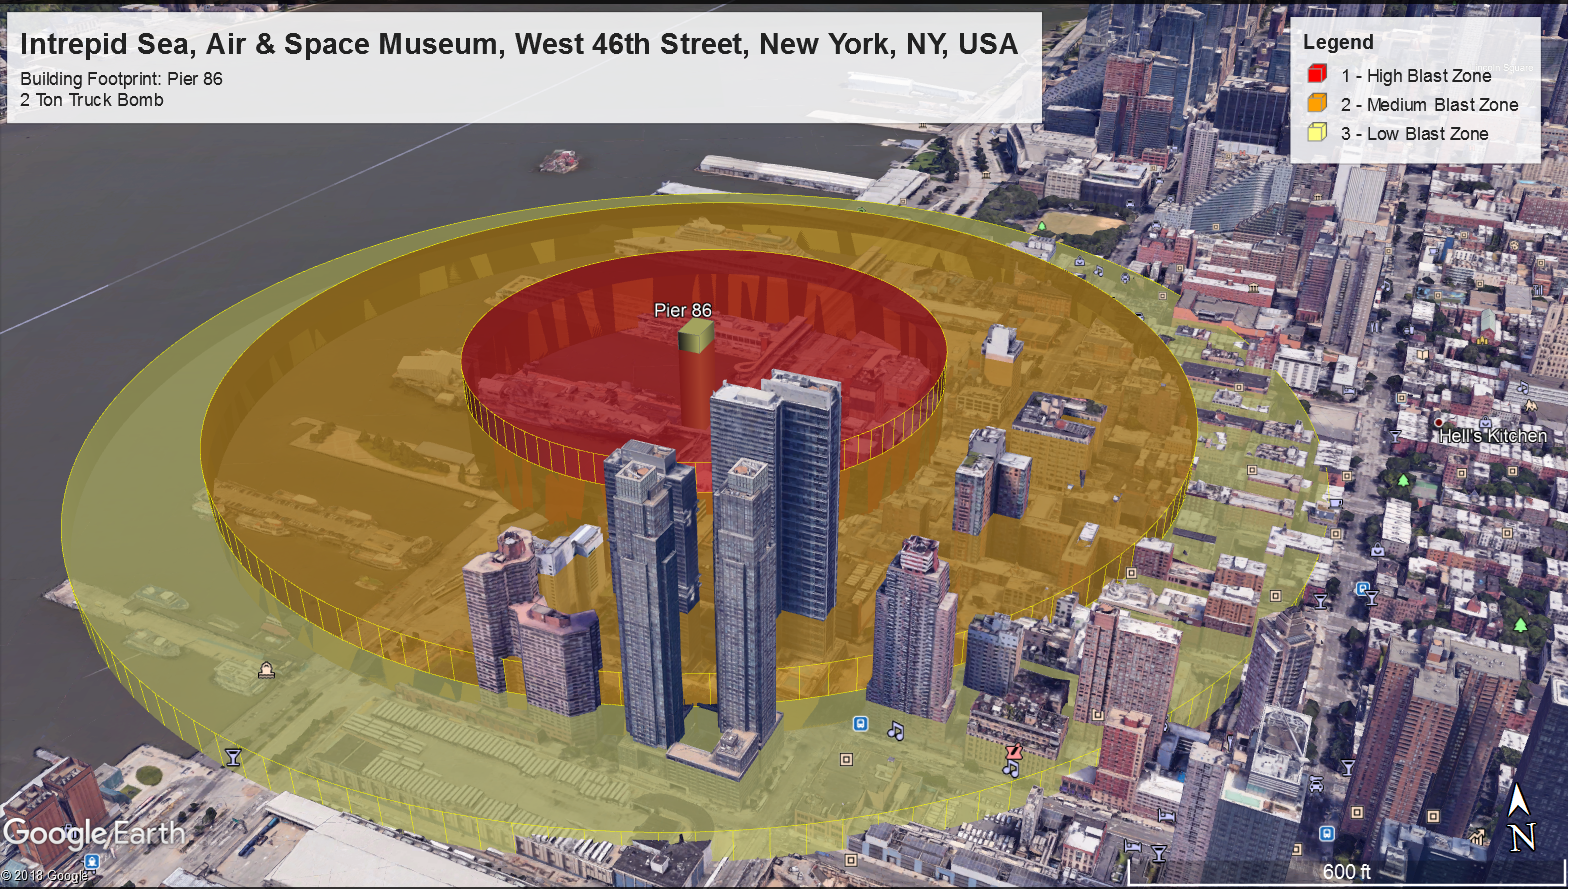 Intrepid Sea, Air & Space Museum, West 46th Street, New York, NY, USA
Building Footprint: Pier 86
2 Ton Truck Bomb
Legend
1 - High Blast Zone
2 - Medium Blast Zone
3 - Low Blast Zone
Lincoln Square
Pier 86
Hell's Kitchen
Google Earth
© 2018 Google
N
600 ft